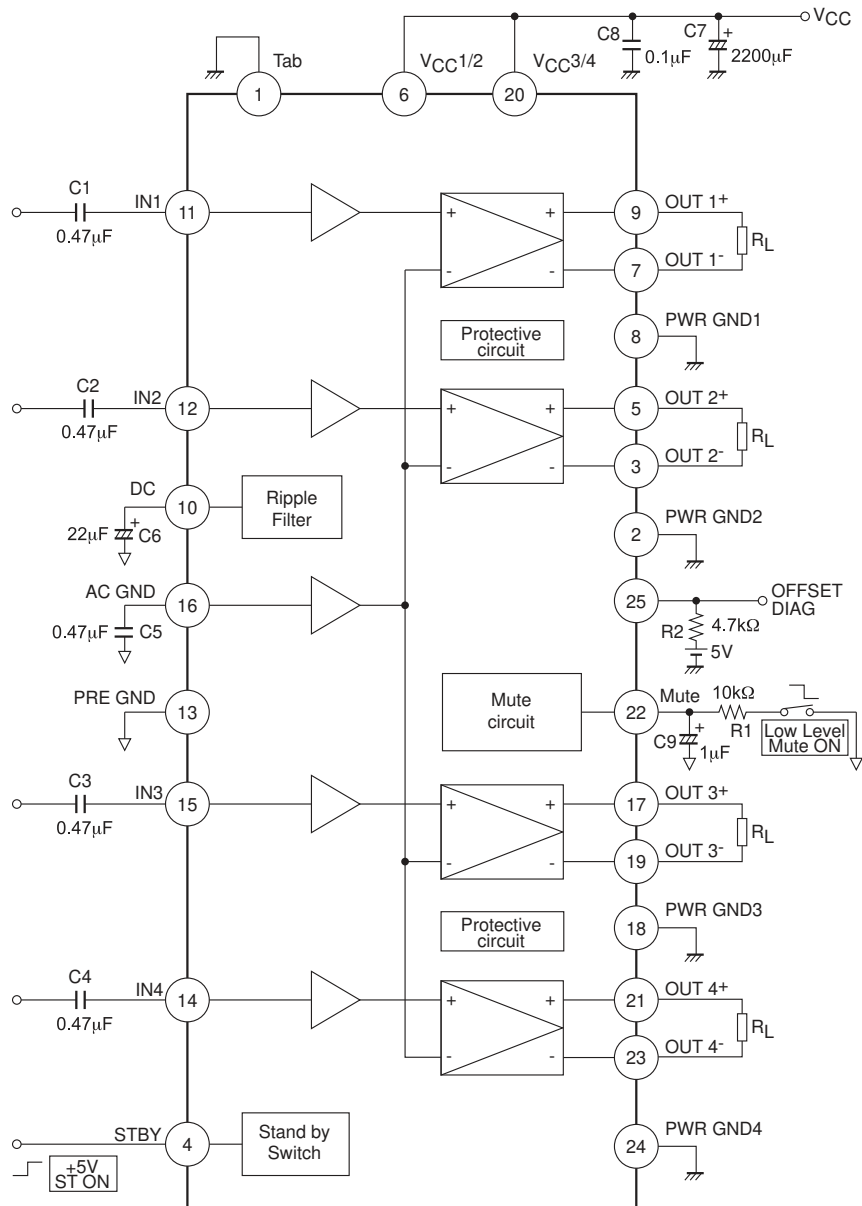 VCC
C8
C7
+
0.1µF
2200µF
Tab
VCC1/2
VCC3/4
1
6
20
C1
0.47µF
IN1
11
+
+
-
-
9
OUT 1+
7
OUT 1-
RL
Protective
circuit
8
PWR GND1
C2
0.47µF
IN2
12
+
+
-
-
5
OUT 2+
3
OUT 2-
RL
DC
10
+
22µF
C6
Ripple
Filter
2
PWR GND2
AC GND
16
0.47µF
C5
25
OFFSET
DIAG
R2
4.7kΩ
5V
PRE GND
13
Mute
circuit
22
Mute
10kΩ
R1
+
C9
1µF
Low Level
Mute ON
C3
0.47µF
IN3
15
+
+
-
-
17
OUT 3+
19
OUT 3-
RL
Protective
circuit
18
PWR GND3
C4
0.47µF
IN4
14
+
+
-
-
21
OUT 4+
23
OUT 4-
RL
STBY
4
Stand by
Switch
+5V
ST ON
24
PWR GND4